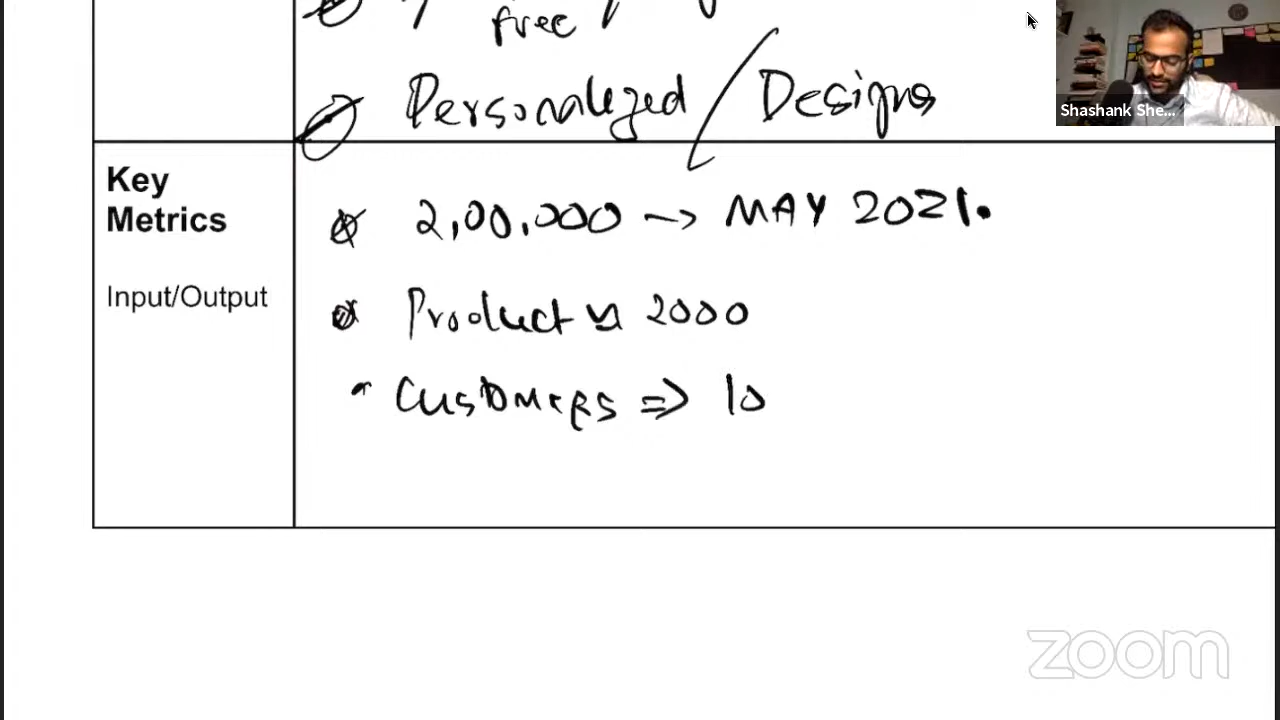 free
Personalized / Designs
Shashank She...
Key
Metrics
2,00,000 → MAY 2021.
Input/Output
Product 2000
Customers ⇒ 10
zoom